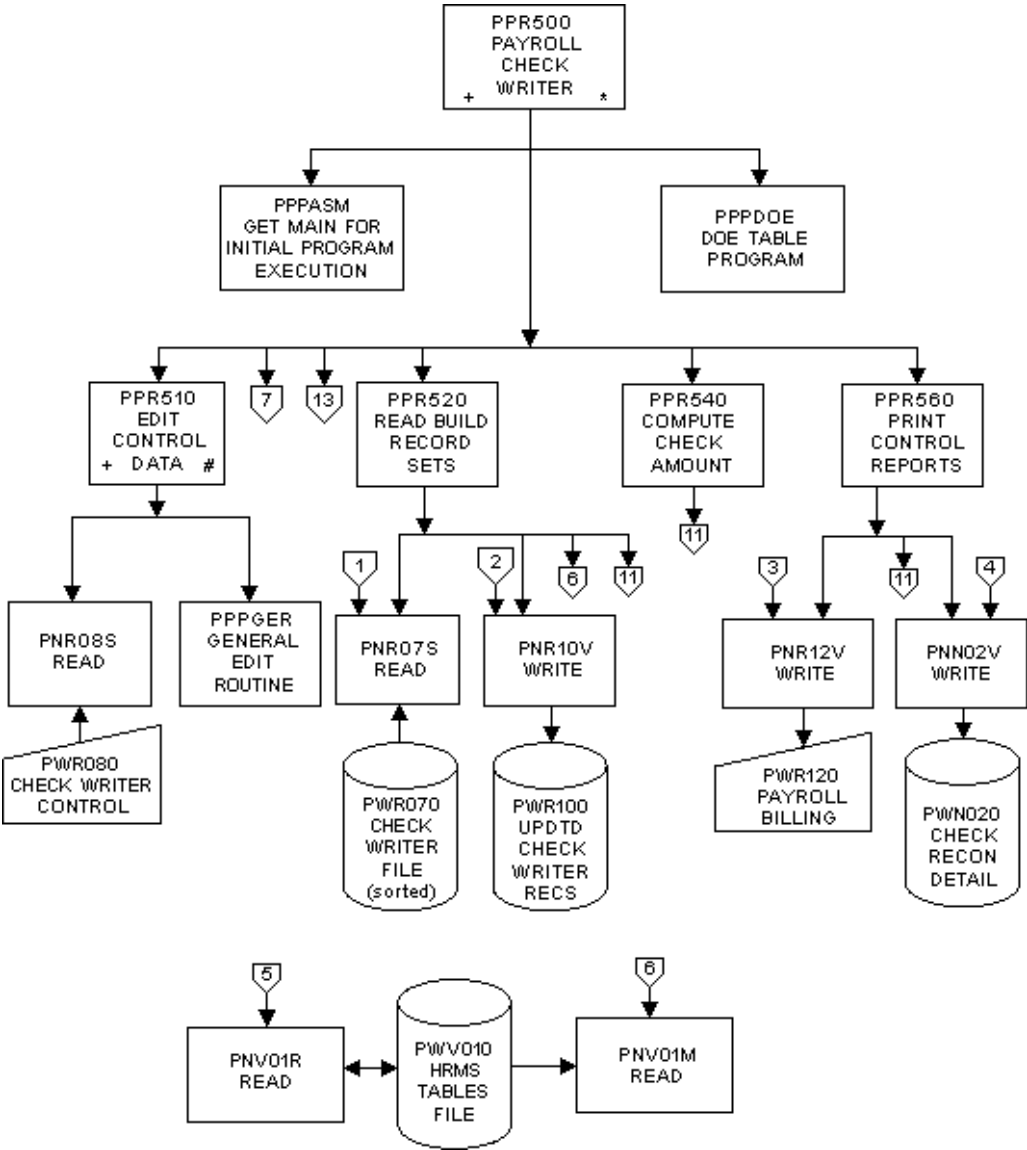 PPR500
PAYROLL
CHECK
WRITER
+ *
PPPASM
GET MAIN FOR
INITIAL PROGRAM
EXECUTION
PPPDOE
DOE TABLE
PROGRAM
PPR510
EDIT
CONTROL
+ DATA #
7
13
PPR520
READ BUILD
RECORD
SETS
PPR540
COMPUTE
CHECK
AMOUNT
PPR560
PRINT
CONTROL
REPORTS
11
1
2
6
11
3
11
4
PNR08S
READ
PPPGER
GENERAL
EDIT
ROUTINE
PNR07S
READ
PNR10V
WRITE
PNR12V
WRITE
PNN02V
WRITE
PWR080
CHECK WRITER
CONTROL
PWR070
CHECK
WRITER
FILE
(sorted)
PWR100
UPDTD
CHECK
WRITER
RECS
PWR120
PAYROLL
BILLING
PWN020
CHECK
RECON
DETAIL
5
6
PNV01R
READ
PWV010
HRMS
TABLES
FILE
PNV01M
READ